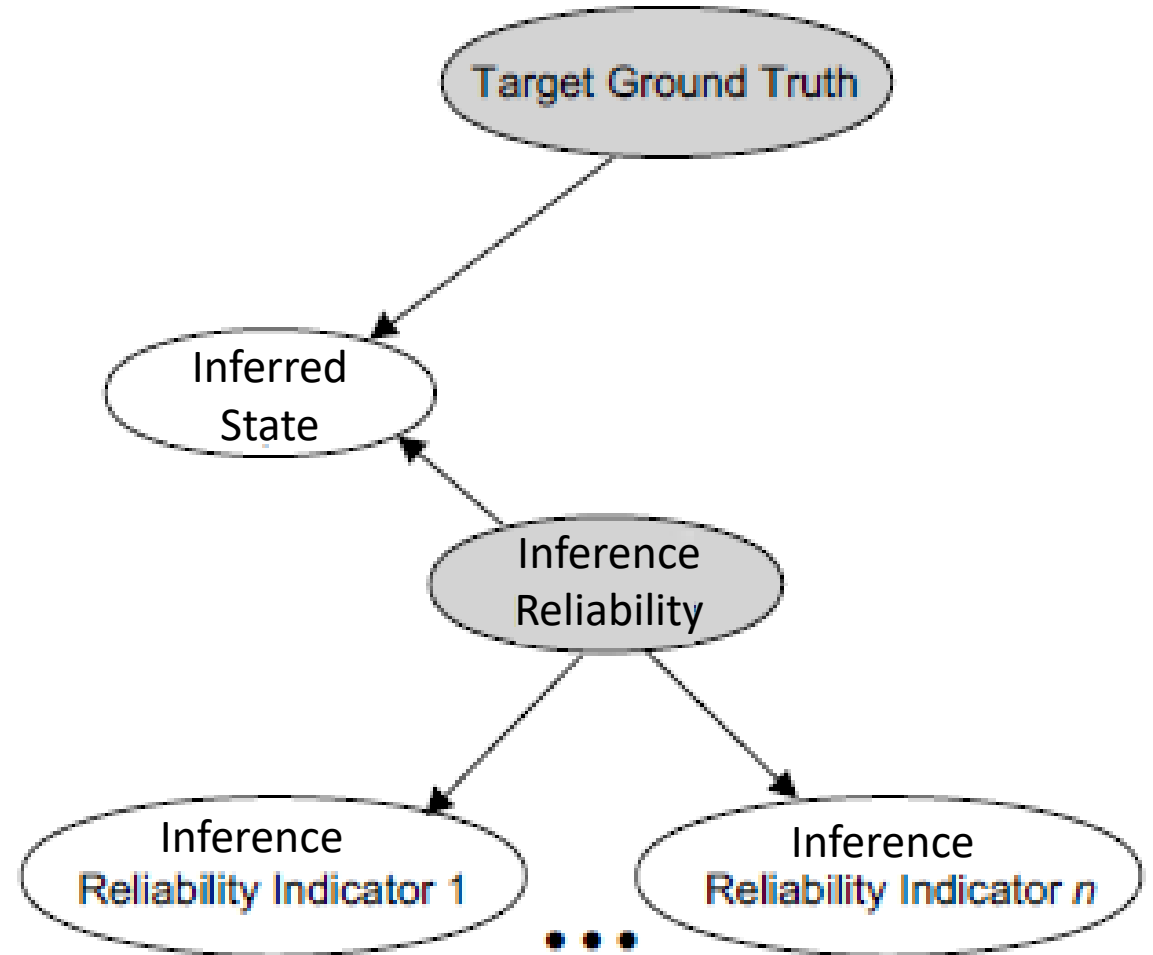 Target Ground Truth
Inferred
State
Inference
Reliability
Inference
Reliability Indicator 1
Inference
Reliability Indicator n
•••